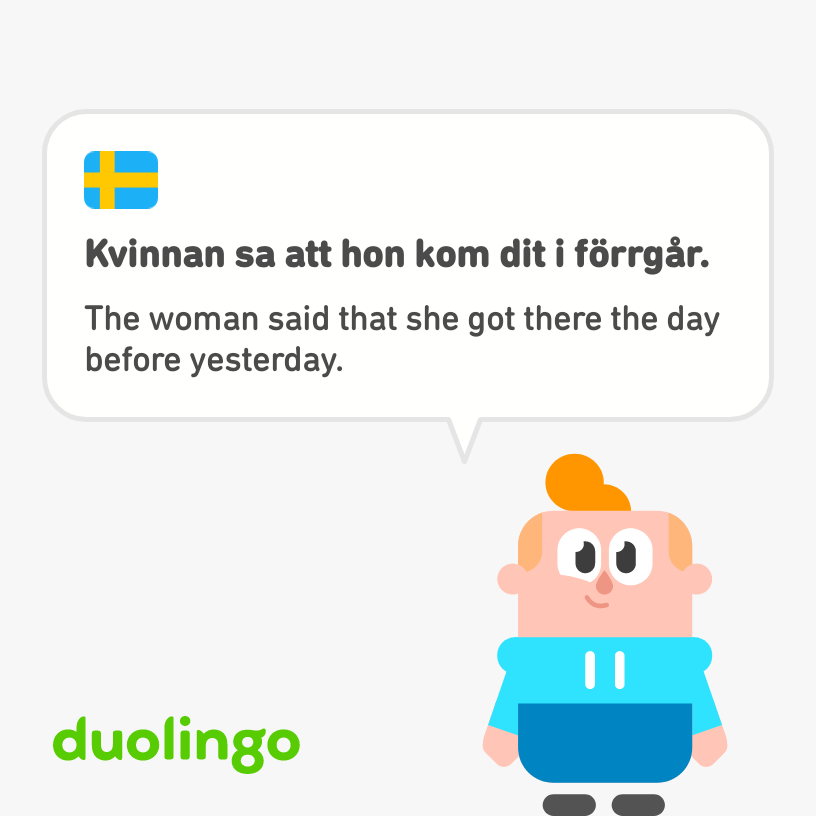 Kvinnan sa att hon kom dit i förrgår.
The woman said that she got there the day
before yesterday.
duolingo